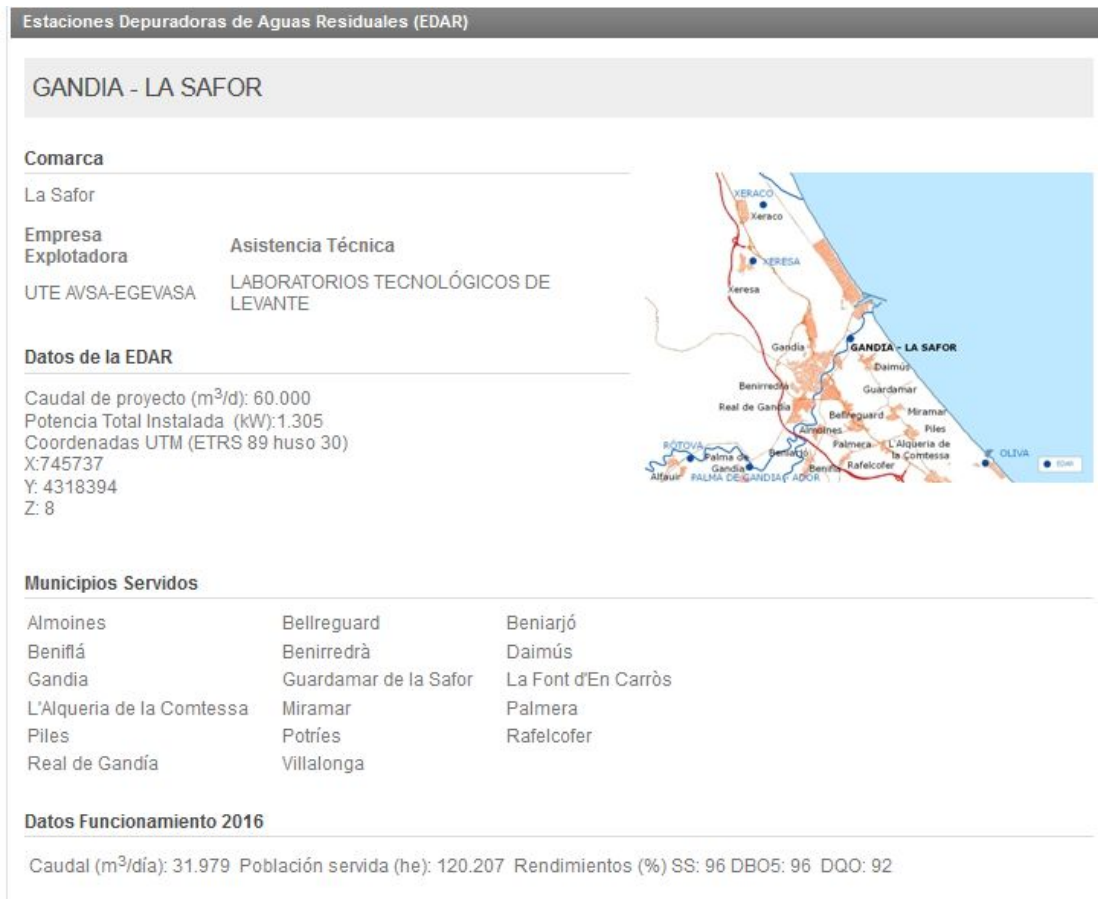 Estaciones Depuradoras de Aguas Residuales (EDAR)
GANDIA - LA SAFOR
Comarca
La Safor
Empresa
Explotadora
Asistencia Técnica
UTE AVSA-EGEVASA
LABORATORIOS TECNOLÓGICOS DE
LEVANTE
Datos de la EDAR
Caudal de proyecto (m³/d): 60.000
Potencia Total Instalada (kW):1.305
Coordenadas UTM (ETRS 89 huso 30)
X:745737
Y: 4318394
Z: 8
XERACO
Xeraco
XERESA
Xeresa
Gandia
GANDIA - LA SAFOR
Daimús
Benirredrà
Guardamar
Real de Gandía
Bellreguard
Miramar
Almoines
Piles
RÒTOVA
Palmera
L'Alqueria de
la Comtessa
Palma de
Gandía
Beniarjó
OLIVA
Beniflà
Rafelcofer
EDAR
Alfauir
PALMA DE GANDIA - ADOR
Municipios Servidos
Almoines Bellreguard Beniarjó
Beniflá Benirredrà Daimús
Gandia Guardamar de la Safor La Font d'En Carròs
L'Alqueria de la Comtessa Miramar Palmera
Piles Potríes Rafelcofer
Real de Gandía Villalonga
Datos Funcionamiento 2016
Caudal (m³/día): 31.979 Población servida (he): 120.207 Rendimientos (%) SS: 96 DBO5: 96 DQO: 92